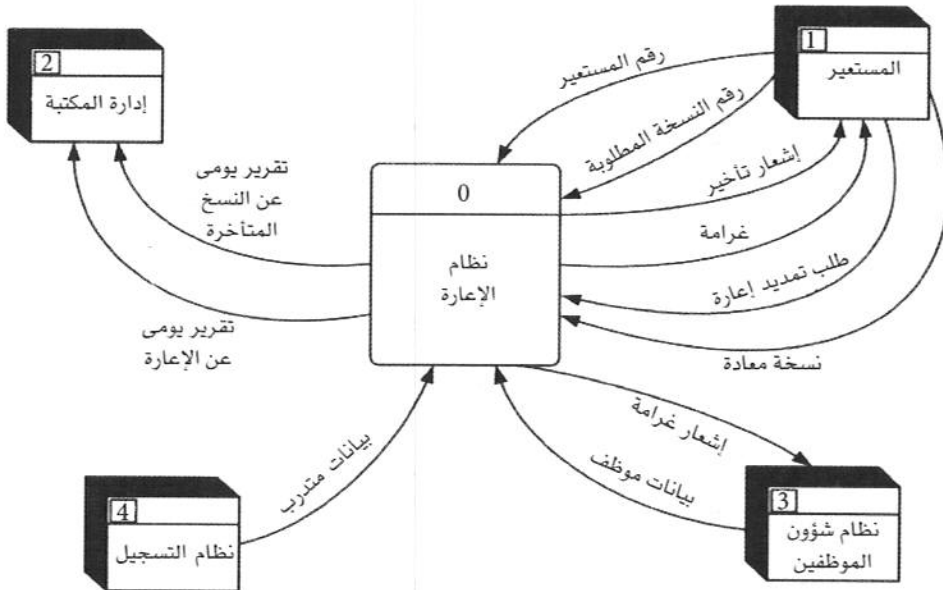 1
المستعير
2
إدارة المكتبة
رقم المستعير
رقم النسخة المطلوبة
إشعار تأخير
غرامة
طلب تمديد إعارة
نسخة معادة
0
نظام
الإعارة
تقرير يومى
عن النسخ
المتأخرة
تقرير يومى
عن الإعارة
إشعار غرامة
بيانات موظف
بيانات متدرب
3
نظام شؤون
الموظفين
4
نظام التسجيل